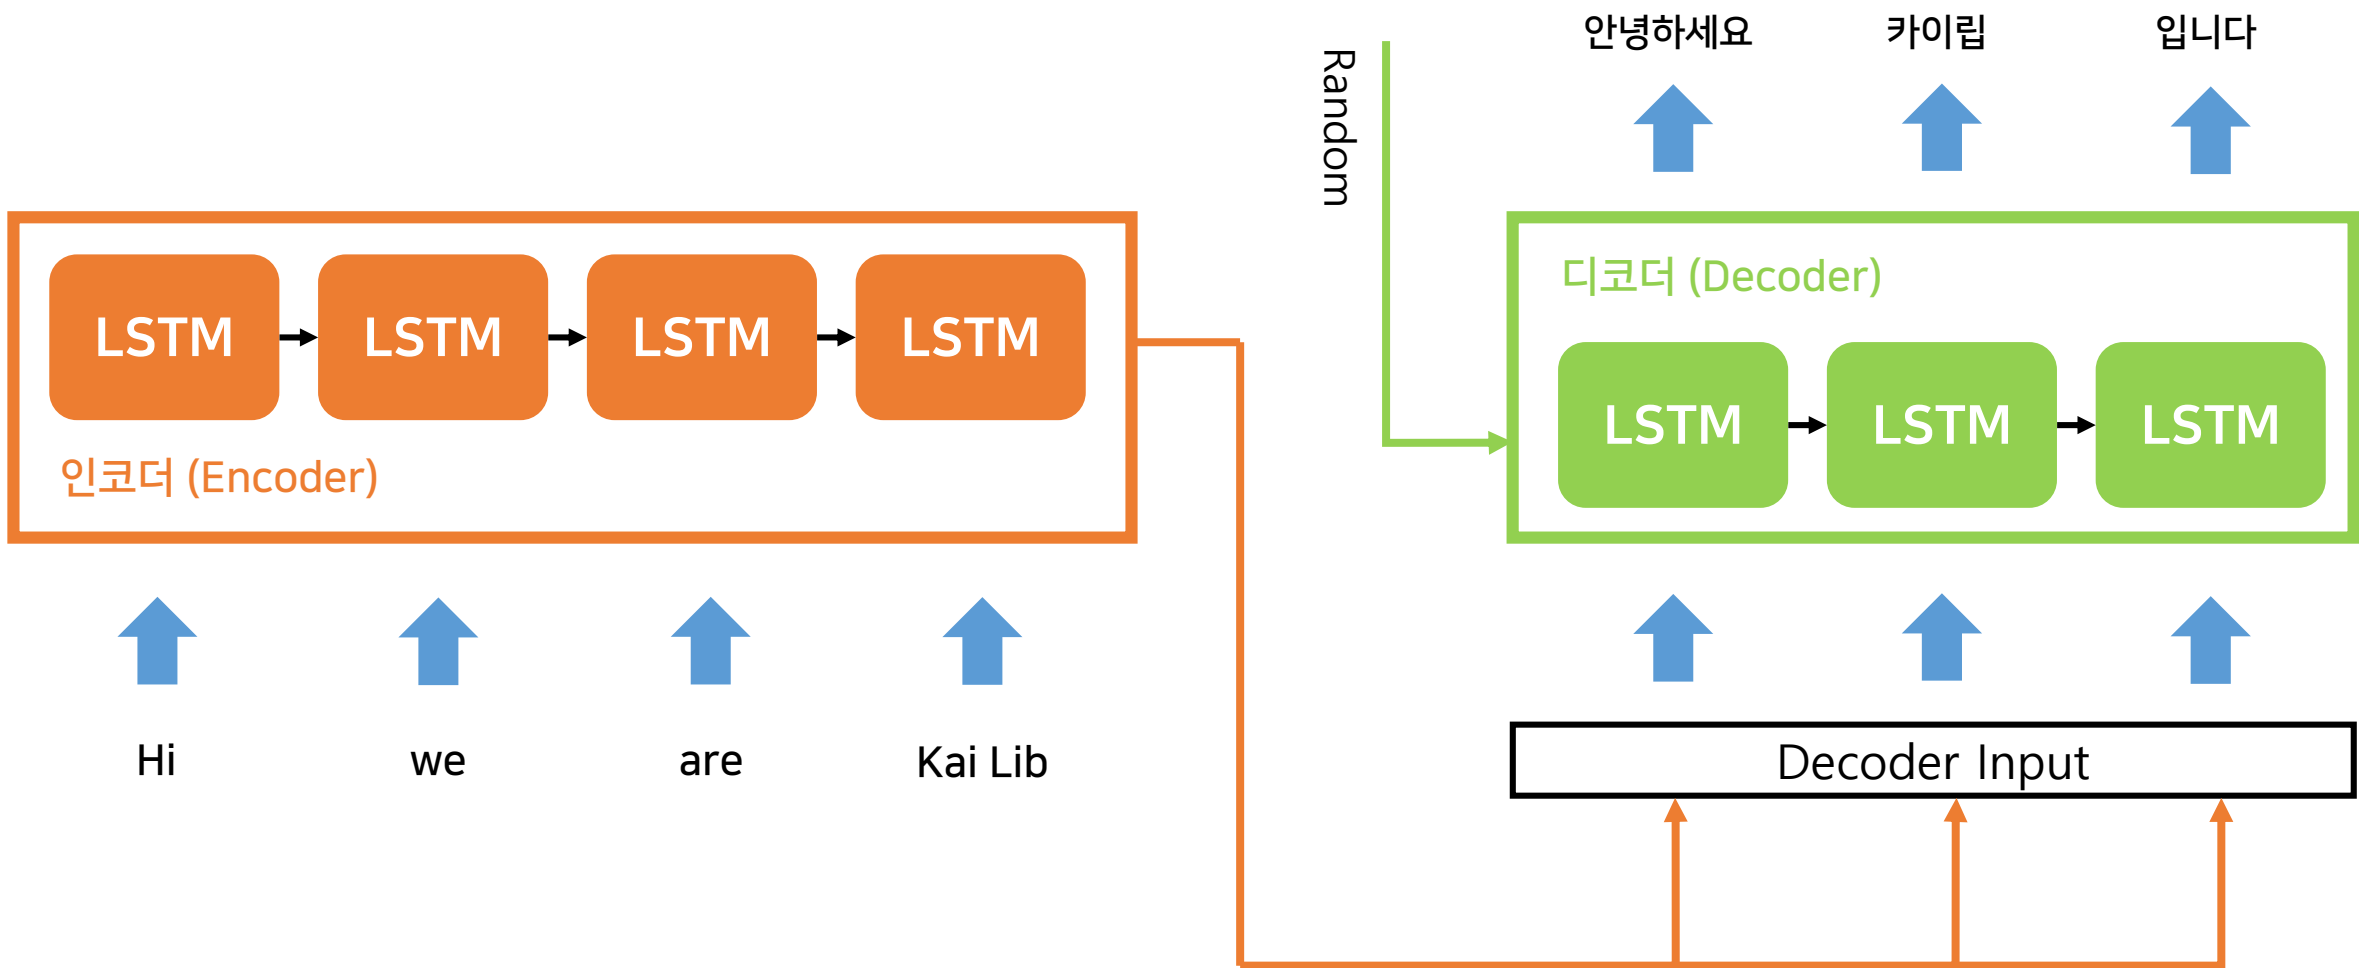 안녕하세요 카이립 입니다
Random
디코더 (Decoder)
LSTM LSTM LSTM LSTM
LSTM LSTM LSTM
인코더 (Encoder)
Hi we are Kai Lib
Decoder Input